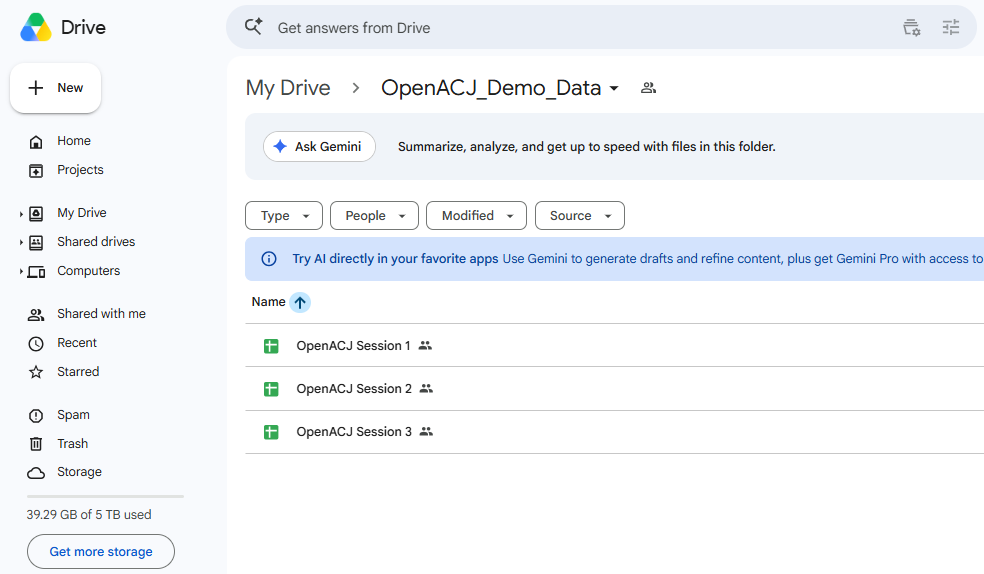 Drive
Get answers from Drive
New
Home
Projects
My Drive
Shared drives
Computers
Shared with me
Recent
Starred
Spam
Trash
Storage
39.29 GB of 5 TB used
Get more storage
My Drive > OpenACJ_Demo_Data
Ask Gemini
Summarize, analyze, and get up to speed with files in this folder.
Type People Modified Source
Try AI directly in your favorite apps Use Gemini to generate drafts and refine content, plus get Gemini Pro with access to
Name
OpenACJ Session 1
OpenACJ Session 2
OpenACJ Session 3